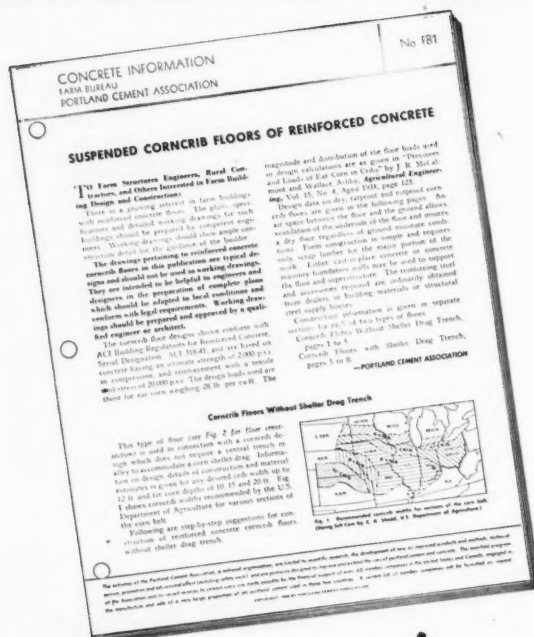 CONCRETE INFORMATION
FARM BUREAU
PORTLAND CEMENT ASSOCIATION
No FB1
SUSPENDED CORNCRIB FLOORS OF REINFORCED CONCRETE
TO Farm Structures Engineers, Rural Con-
tractors, and Others Interested in Farm Build-
ing Design and Construction:
There is a growing interest in farm buildings
with reinforced concrete floors. The plans, speci-
fications and detailed working drawings for such
buildings should be prepared by competent engi-
neers. Working drawings should show ample con-
struction detail for the guidance of the builder.
The drawings pertaining to reinforced concrete
corncrib floors in this publication are typical de-
signs and should not be used as working drawings.
They are intended to be helpful to engineers and
designers in the preparation of complete plans
which should be adapted to local conditions and
conform with legal requirements. Working draw-
ings should be prepared and approved by a quali-
fied engineer or architect.
The corncrib floor designs shown conform with
ACI Building Regulations for Reinforced Concrete,
Serial Designation ACI 318-41, and are based on
concrete having an ultimate strength of 2,000 p.s.i.
in compression, and reinforcement with a tensile
unit stress of 20,000 p.s.i. The design loads used are
those for ear corn weighing 28 lb. per cu.ft. The
magnitude and distribution of the floor loads used
in design calculations are as given in "Pressures
and Loads of Ear Corn in Cribs" by J. R. McCal-
mont and Wallace Ashby, Agricultural Engineer-
ing, Vol. 15, No. 4, April 1934, page 123.
Design data on dry, ratproof and rotproof corn-
crib floors are given in the following pages. An
air space between the floor and the ground allows
ventilation of the underside of the floor and insures
a dry floor regardless of ground moisture condi-
tions. Form construction is simple and requires
only scrap lumber for the major portion of the
work. Either cast-in-place concrete or concrete
masonry foundation walls may be used to support
the floor and superstructure. The reinforcing steel
and accessories required are ordinarily obtained
from dealers in building materials or structural
steel supply houses.
Construction information is given in separate
sections for each of two types of floors:
Corncrib Floors Without Sheller Drag Trench,
pages 1 to 5.
Corncrib Floors with Sheller Drag Trench,
pages 5 to 8.
—PORTLAND CEMENT ASSOCIATION
Corncrib Floors Without Sheller Drag Trench
This type of floor (see Fig. 2 for floor cross-
section) is used in connection with a corncrib de-
sign which does not require a central trench or
alley to accommodate a corn sheller drag. Informa-
tion on design, details of construction and material
estimates is given for any desired crib width up to
12 ft. and for corn depths of 10, 15 and 20 ft. Fig.
1 shows corncrib widths recommended by the U.S.
Department of Agriculture for various sections of
the corn belt.
Following are step-by-step suggestions for con-
struction of reinforced concrete corncrib floors
without sheller drag trench.
Fig. 1. Recommended corncrib widths for sections of the corn belt.